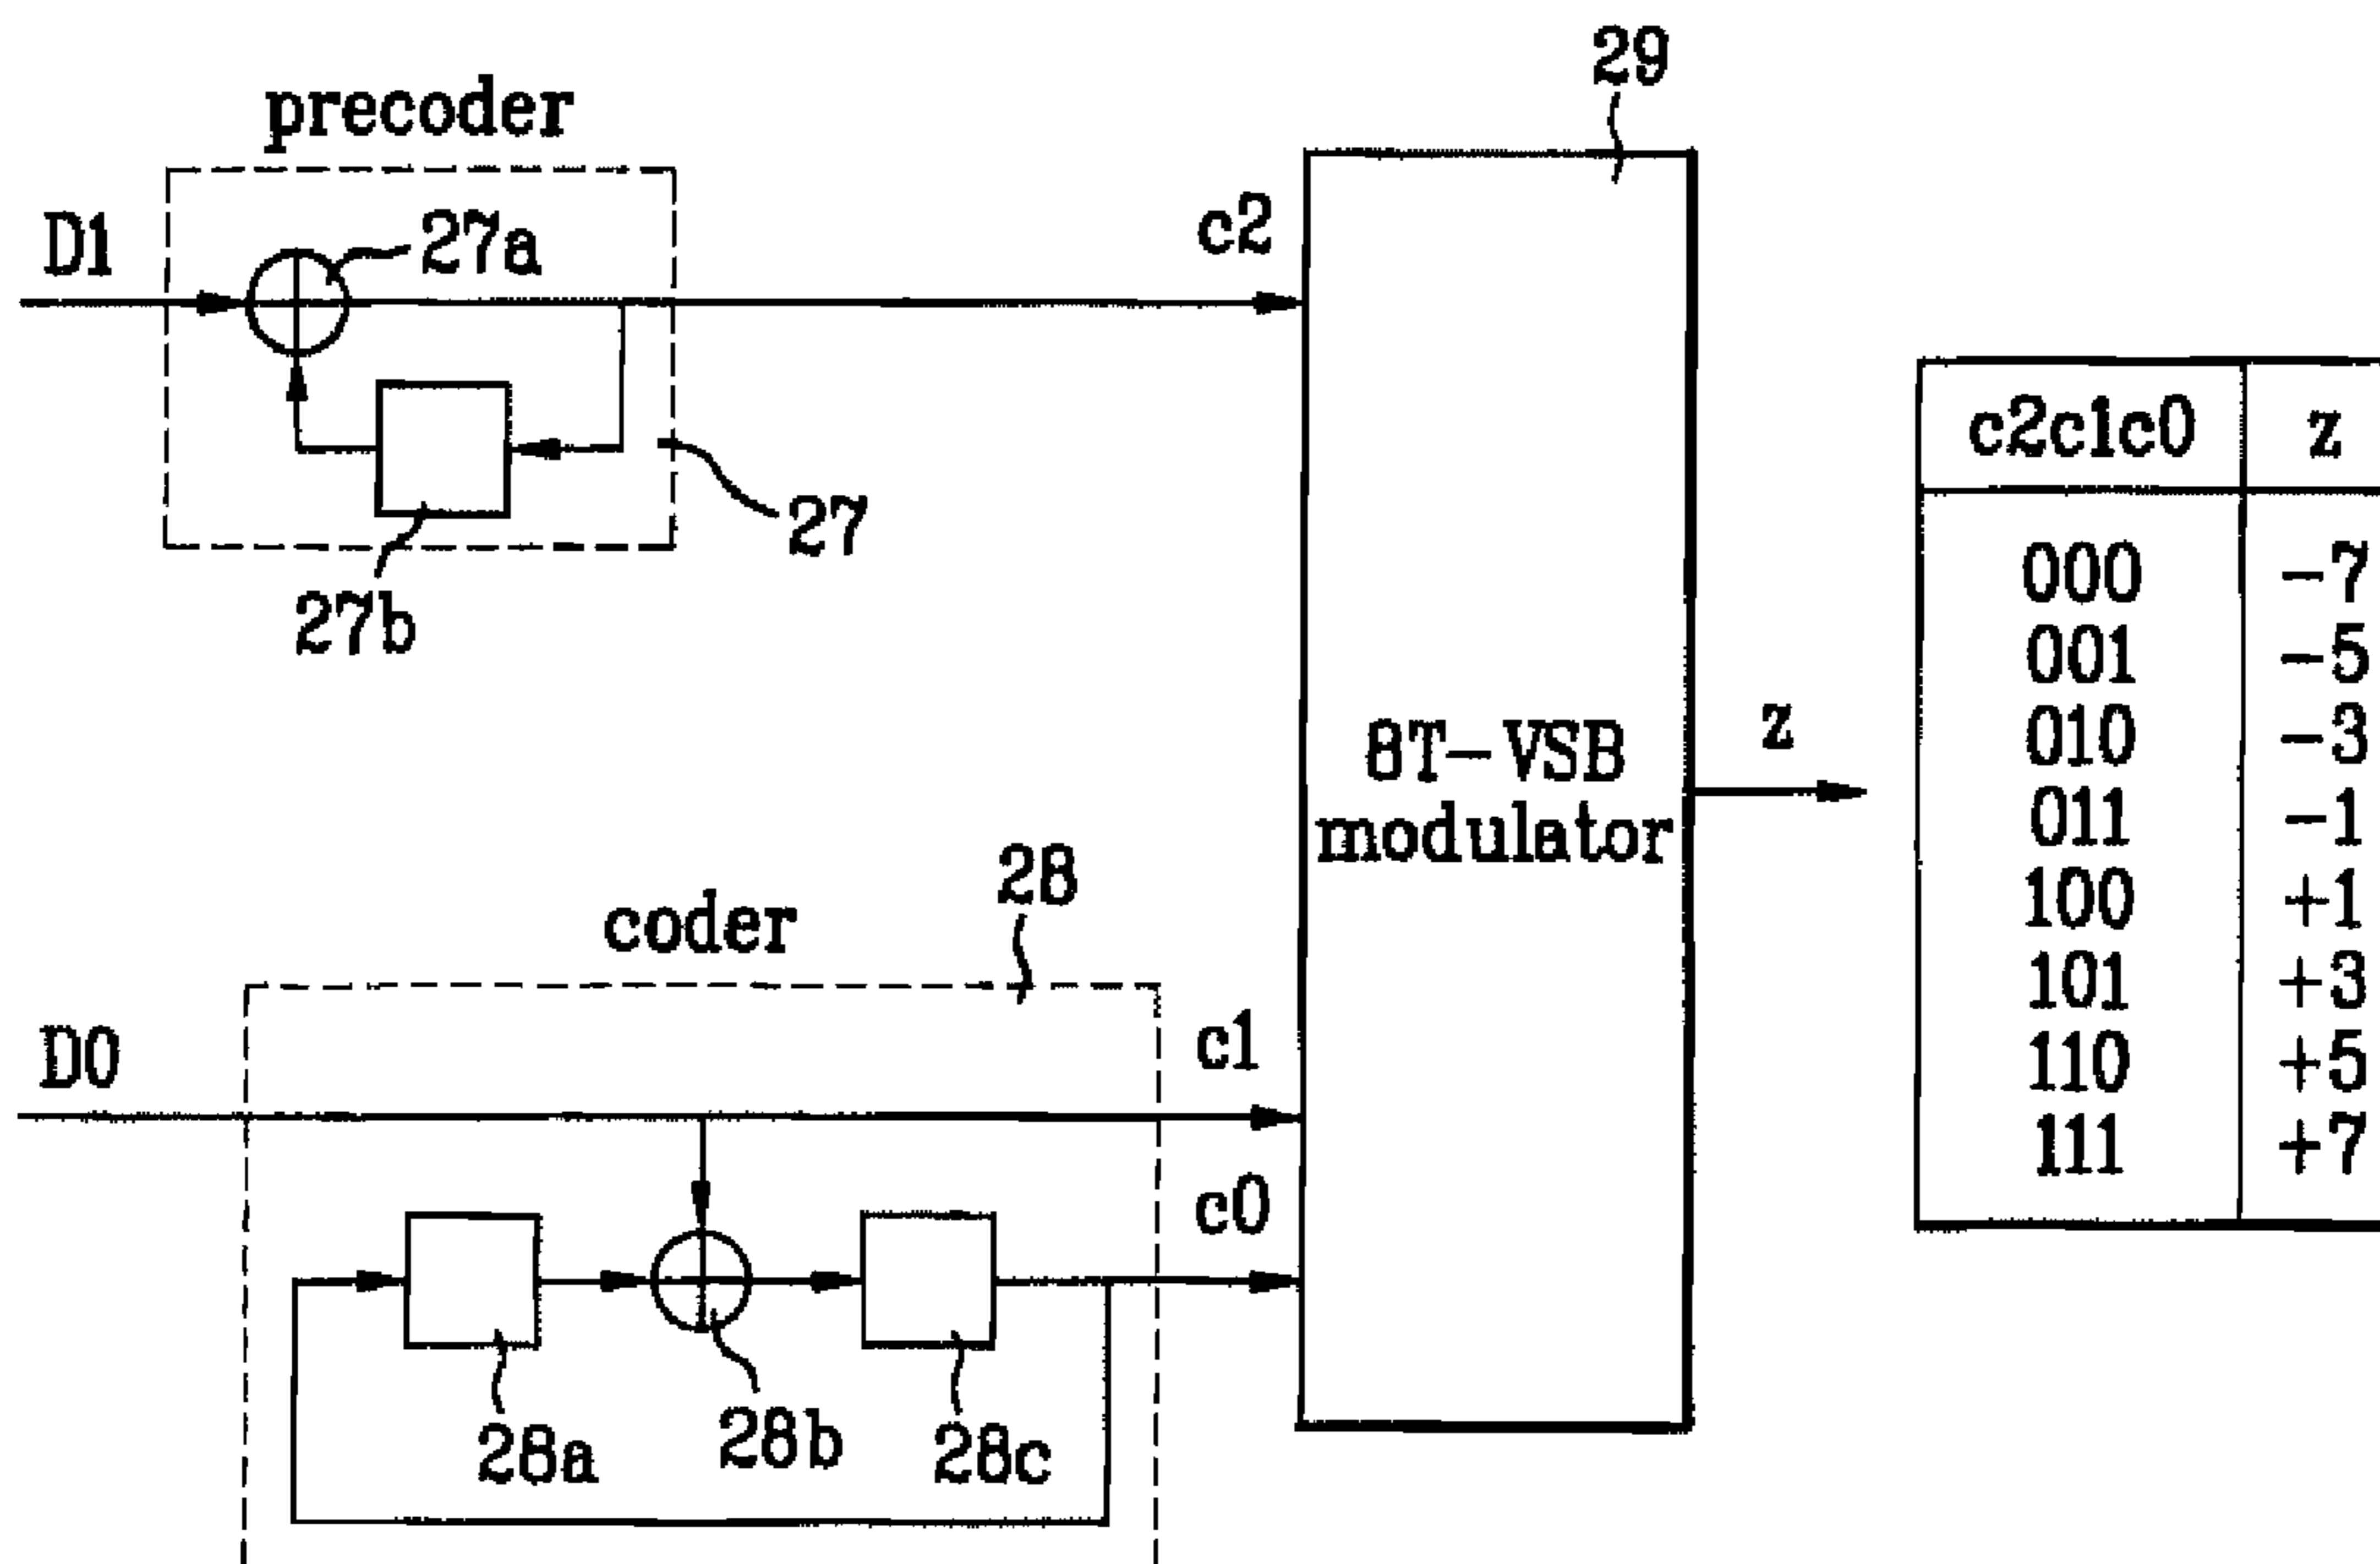 29
precoder
D1
27a
c2
27
27b
8T-VSB
modulator
z
coder
28
D0
c1
c0
28a
28b
28c
c2c1c0 z
000 -7
001 -5
010 -3
011 -1
100 +1
101 +3
110 +5
111 +7